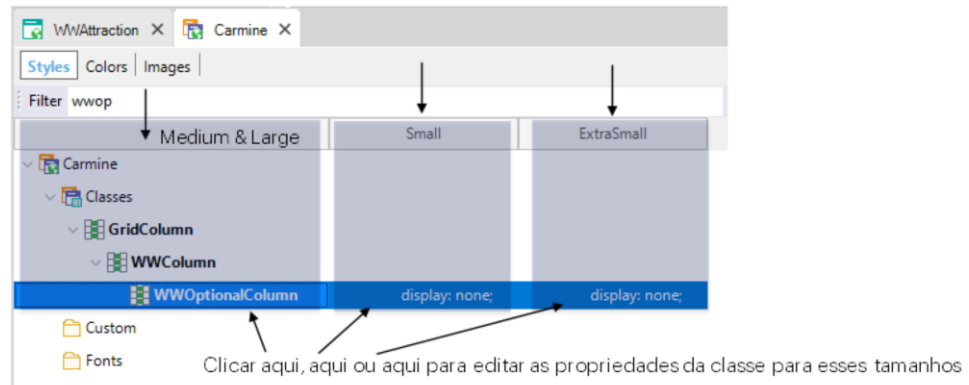 WWAttraction × Carmine ×
Styles Colors Images
Filter wwop
Medium & Large Small ExtraSmall
Carmine
Classes
GridColumn
WWColumn
WWOptionalColumn display: none; display: none;
Custom
Fonts
Clicar aqui, aqui ou aqui para editar as propriedades da classe para esses tamanhos